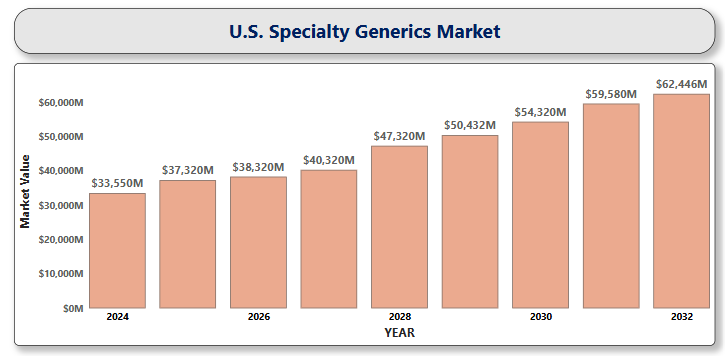 U.S. Specialty Generics Market
$62,446M
$59,580M
$60,000M
$54,320M
$50,432M
$47,320M
$50,000M
$40,320M
$38,320M
$37,320M
$40,000M
$33,550M
Market Value
$30,000M
$20,000M
$10,000M
$0M
2024 2026 2028 2030 2032
YEAR